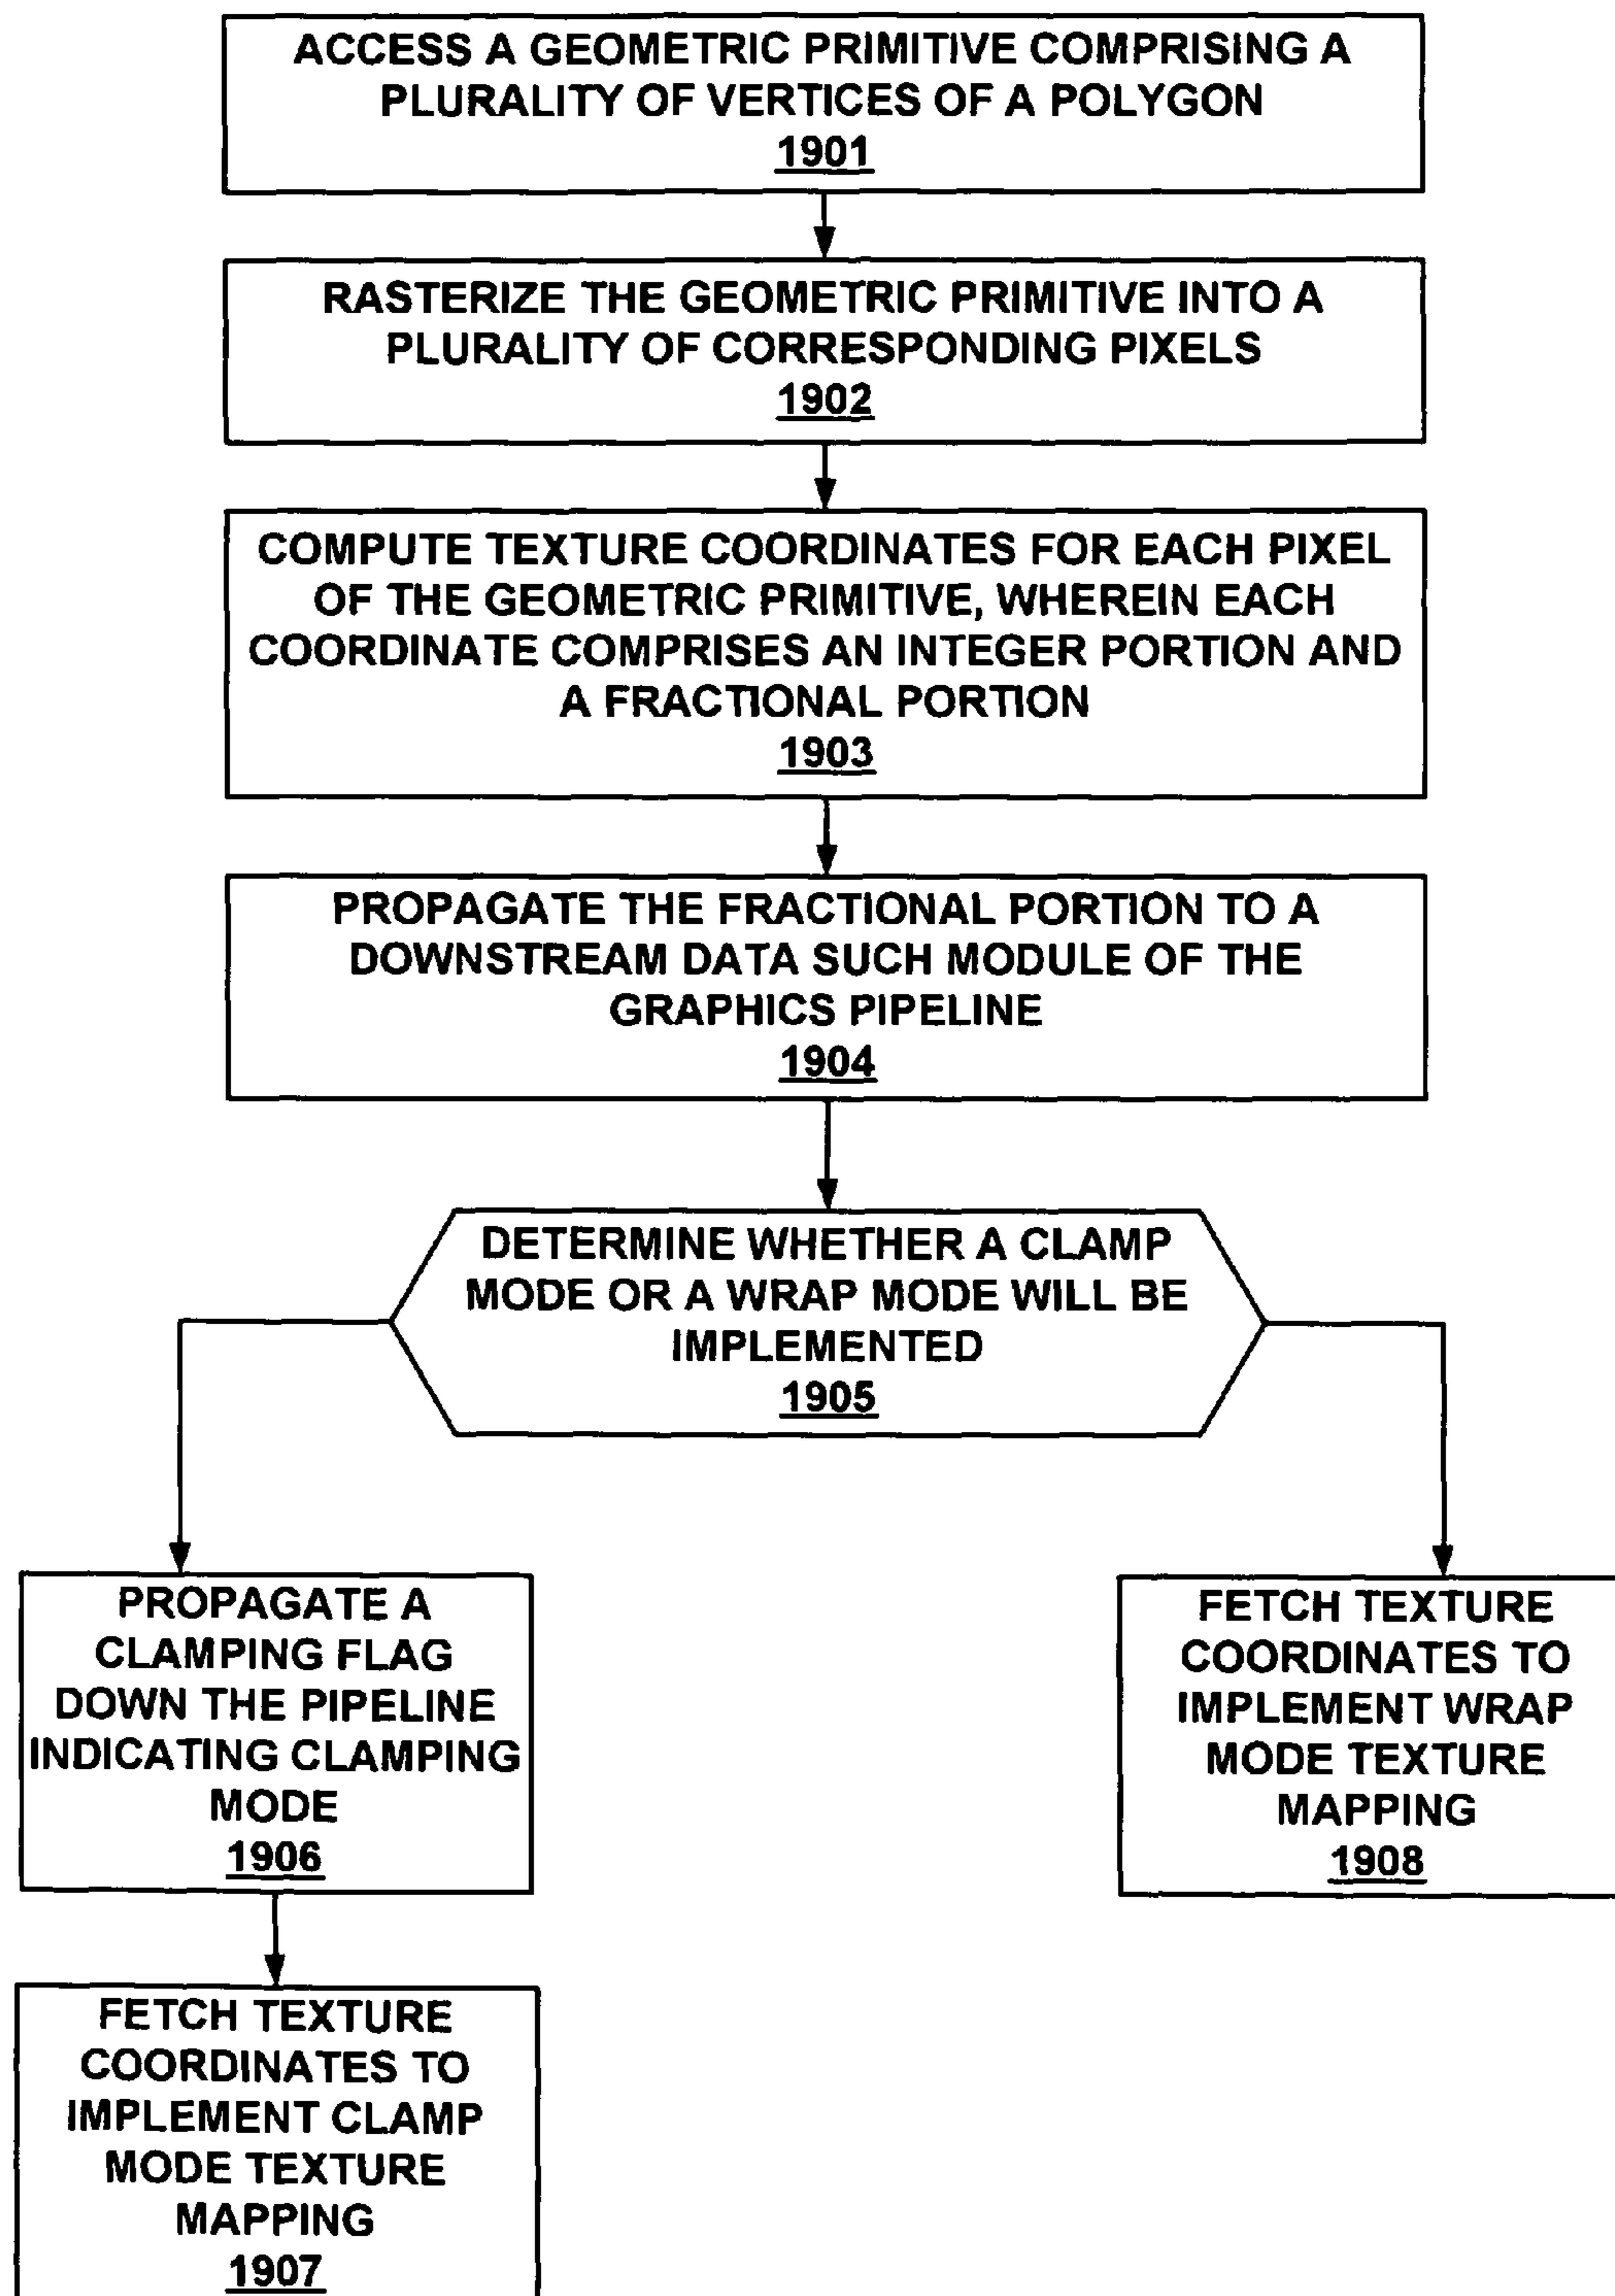 ACCESS A GEOMETRIC PRIMITIVE COMPRISING A
PLURALITY OF VERTICES OF A POLYGON
1901
RASTERIZE THE GEOMETRIC PRIMITIVE INTO A
PLURALITY OF CORRESPONDING PIXELS
1902
COMPUTE TEXTURE COORDINATES FOR EACH PIXEL
OF THE GEOMETRIC PRIMITIVE, WHEREIN EACH
COORDINATE COMPRISES AN INTEGER PORTION AND
A FRACTIONAL PORTION
1903
PROPAGATE THE FRACTIONAL PORTION TO A
DOWNSTREAM DATA SUCH MODULE OF THE
GRAPHICS PIPELINE
1904
DETERMINE WHETHER A CLAMP
MODE OR A WRAP MODE WILL BE
IMPLEMENTED
1905
PROPAGATE A
CLAMPING FLAG
DOWN THE PIPELINE
INDICATING CLAMPING
MODE
1906
FETCH TEXTURE
COORDINATES TO
IMPLEMENT CLAMP
MODE TEXTURE
MAPPING
1907
FETCH TEXTURE
COORDINATES TO
IMPLEMENT WRAP
MODE TEXTURE
MAPPING
1908